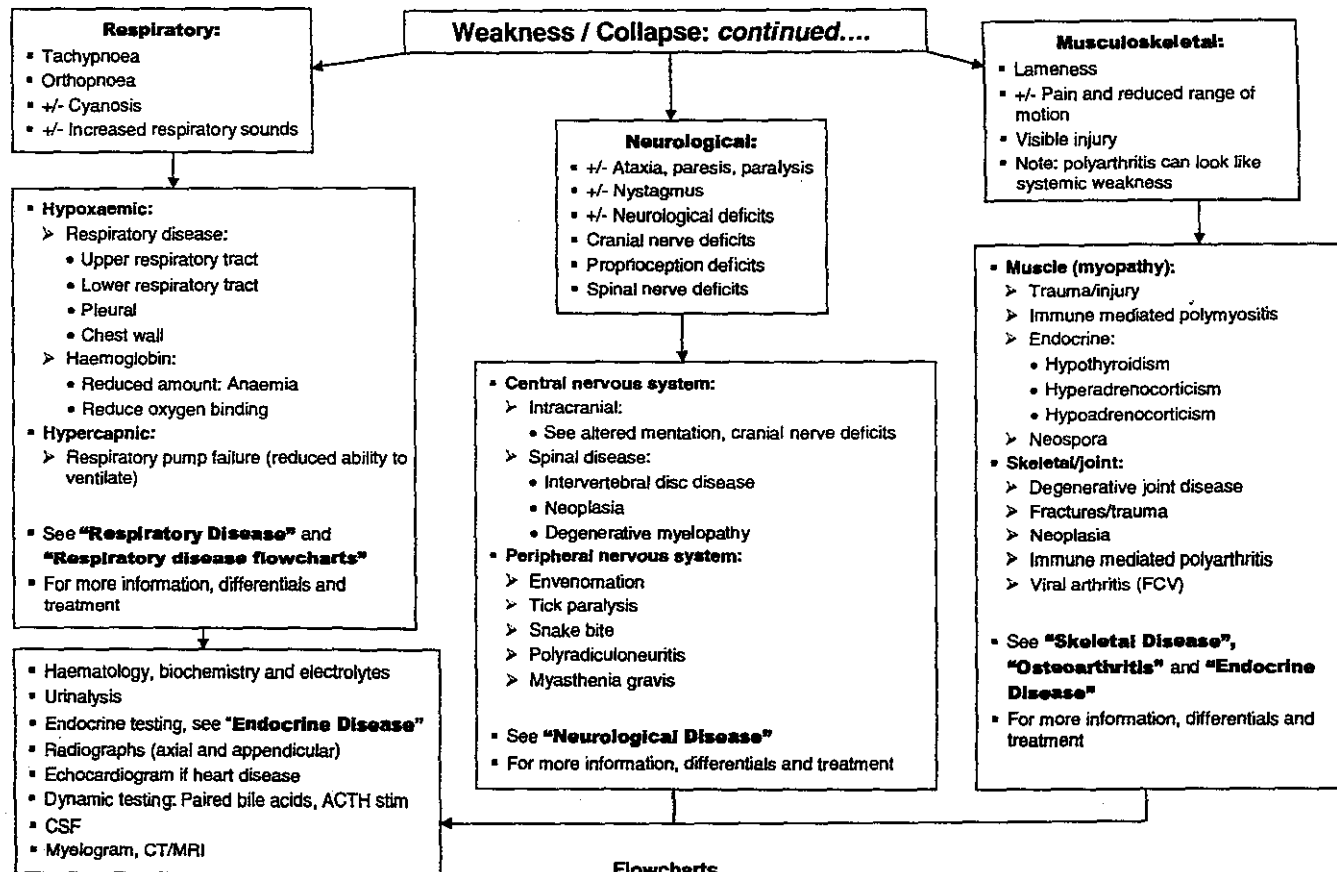 Weakness / Collapse: continued....
Respiratory:
▪ Tachypnoea
▪ Orthopnoea
▪ +/- Cyanosis
▪ +/- Increased respiratory sounds
▪ Hypoxaemic:
➢ Respiratory disease:
• Upper respiratory tract
• Lower respiratory tract
• Pleural
• Chest wall
➢ Haemoglobin:
• Reduced amount: Anaemia
• Reduce oxygen binding
▪ Hypercapnic:
➢ Respiratory pump failure (reduced ability to
ventilate)
▪ See "Respiratory Disease" and
"Respiratory disease flowcharts"
▪ For more information, differentials and
treatment
Neurological:
▪ +/- Ataxia, paresis, paralysis
▪ +/- Nystagmus
▪ +/- Neurological deficits
▪ Cranial nerve deficits
▪ Proprioception deficits
▪ Spinal nerve deficits
▪ Central nervous system:
➢ Intracranial:
• See altered mentation, cranial nerve deficits
➢ Spinal disease:
• Intervertebral disc disease
• Neoplasia
• Degenerative myelopathy
▪ Peripheral nervous system:
➢ Envenomation
➢ Tick paralysis
➢ Snake bite
➢ Polyradiculoneuritis
➢ Myasthenia gravis
▪ See "Neurological Disease"
▪ For more information, differentials and treatment
Musculoskeletal:
▪ Lameness
▪ +/- Pain and reduced range of
motion
▪ Visible injury
▪ Note: polyarthritis can look like
systemic weakness
▪ Muscle (myopathy):
➢ Trauma/injury
➢ Immune mediated polymyositis
➢ Endocrine:
• Hypothyroidism
• Hyperadrenocorticism
• Hypoadrenocorticism
➢ Neospora
▪ Skeletal/joint:
➢ Degenerative joint disease
➢ Fractures/trauma
➢ Neoplasia
➢ Immune mediated polyarthritis
➢ Viral arthritis (FCV)
▪ See "Skeletal Disease",
"Osteoarthritis" and "Endocrine
Disease"
▪ For more information, differentials and
treatment
▪ Haematology, biochemistry and electrolytes
▪ Urinalysis
▪ Endocrine testing, see "Endocrine Disease"
▪ Radiographs (axial and appendicular)
▪ Echocardiogram if heart disease
▪ Dynamic testing: Paired bile acids, ACTH stim
▪ CSF
▪ Myelogram, CT/MRI
Flowcharts